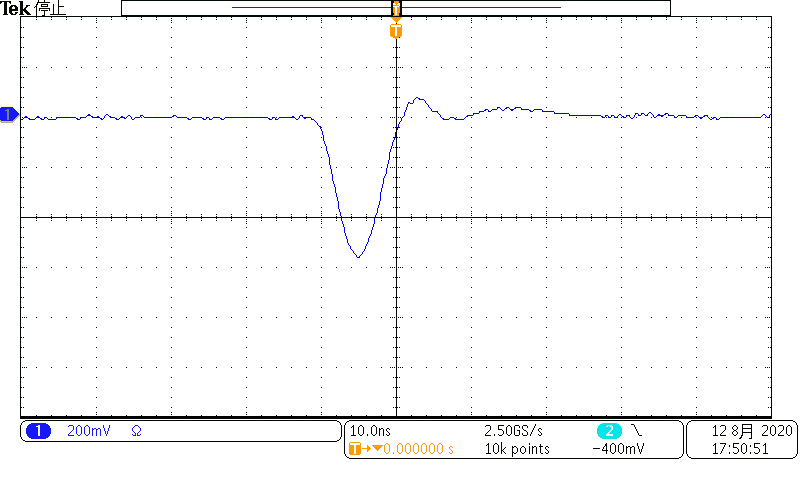 Tek 停止
T
T
1
1 200mV Ω
10.0ns 2.50GS/s 2 -400mV
T→▼0.000000 s 10k points
12 8月 2020
17:50:51